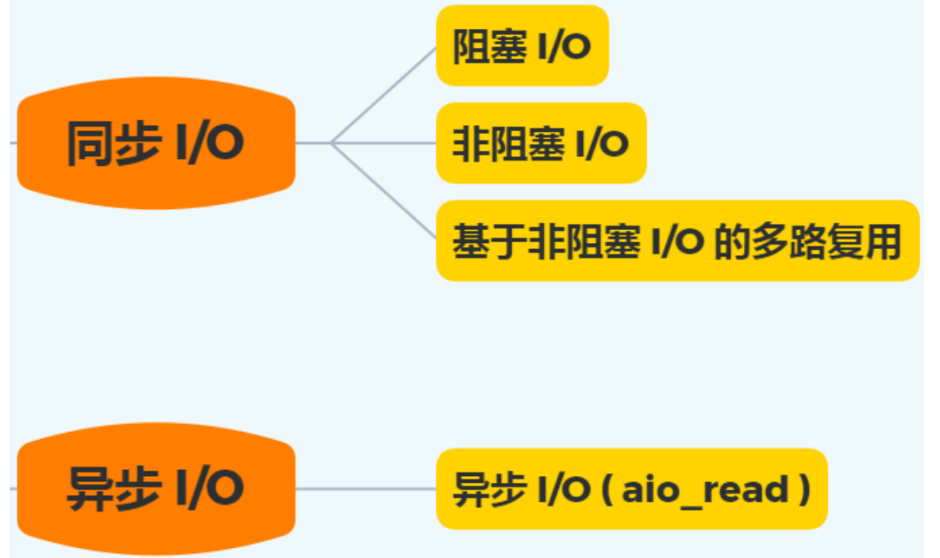 同步 I/O
阻塞 I/O
非阻塞 I/O
基于非阻塞 I/O 的多路复用
异步 I/O
异步 I/O ( aio_read )